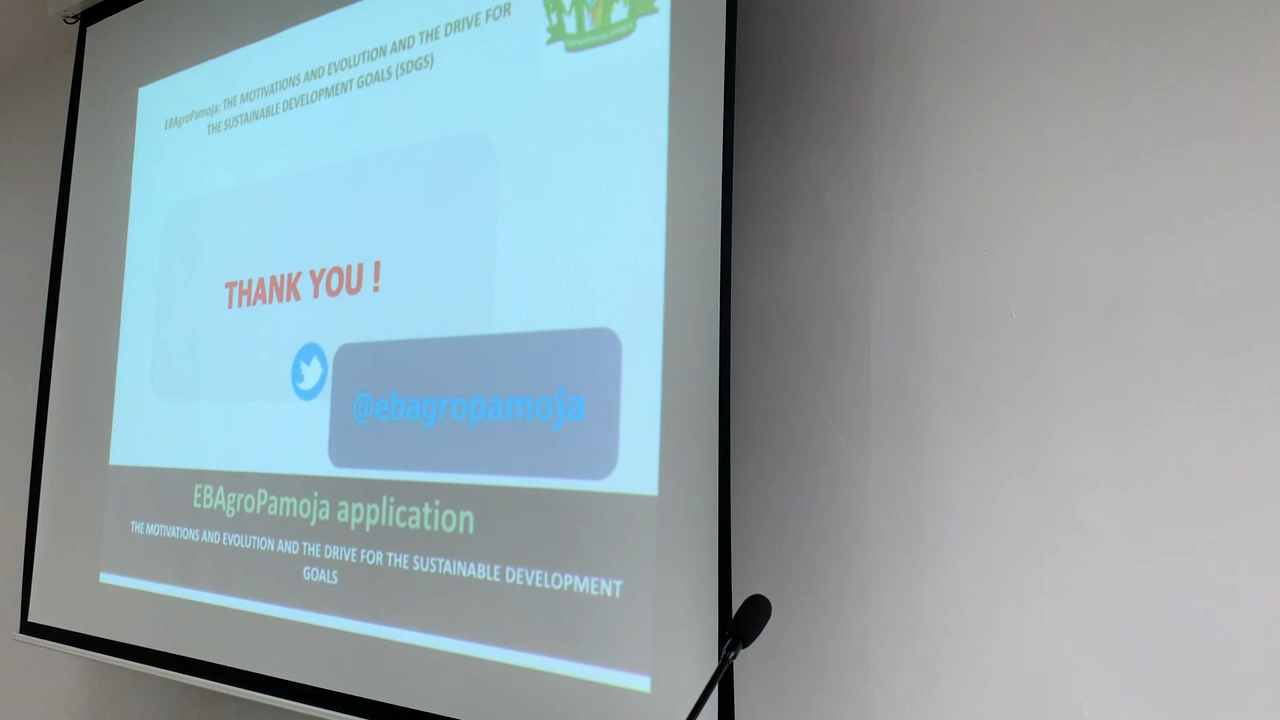 EBAgroPamoja: THE MOTIVATIONS AND EVOLUTION AND THE DRIVE FOR
THE SUSTAINABLE DEVELOPMENT GOALS (SDGS)
THANK YOU !
@ebagropamoja
EBAgroPamoja application
THE MOTIVATIONS AND EVOLUTION AND THE DRIVE FOR THE SUSTAINABLE DEVELOPMENT
GOALS